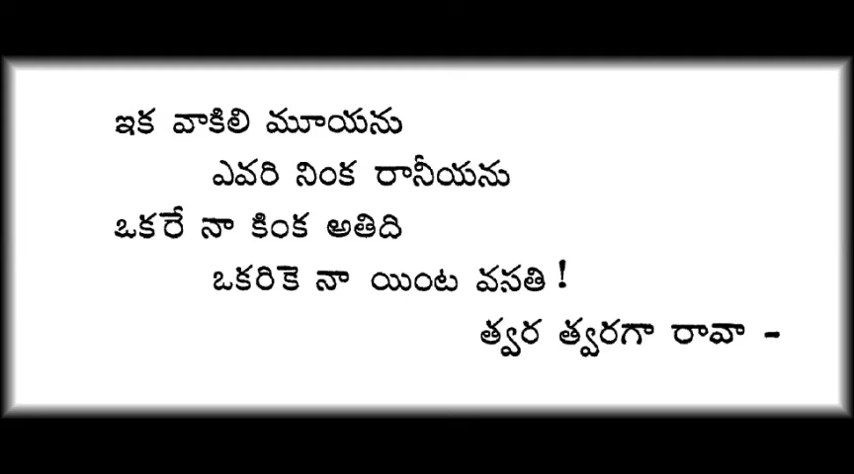 ఇక వాకిలి మూయను
ఎవరి నింక రానీయను
ఒకరే నా కింక అతిది
ఒకరికె నా యింట వసతి !
త్వర త్వరగా రావా -